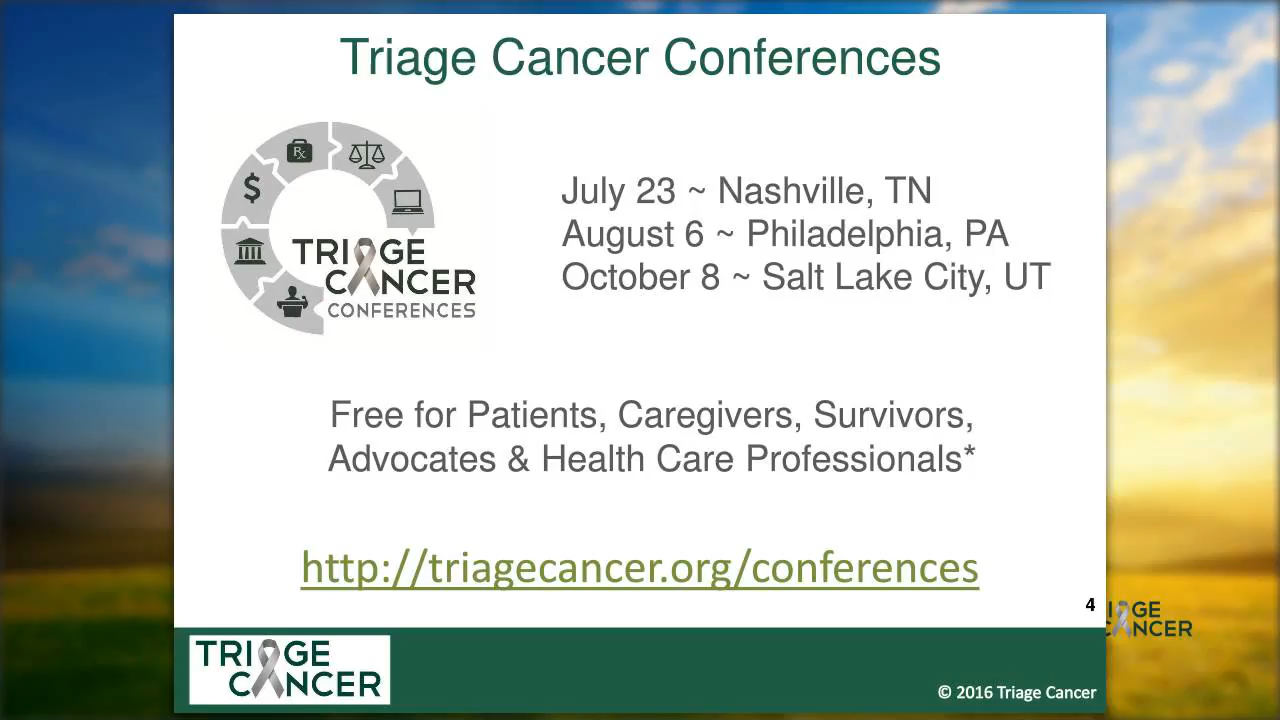 Triage Cancer Conferences
$
Rx
TRIAGE
CANCER
CONFERENCES
July 23 ~ Nashville, TN
August 6 ~ Philadelphia, PA
October 8 ~ Salt Lake City, UT
Free for Patients, Caregivers, Survivors,
Advocates & Health Care Professionals*
http://triagecancer.org/conferences
4
IAGE
CANCER
TRIAGE
CANCER
© 2016 Triage Cancer